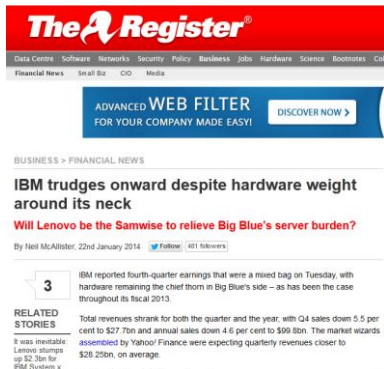 The A Register®
Data Centre Software Networks Security Policy Business Jobs Hardware Science Bootnotes
Financial News Small Biz CIO Media
ADVANCED WEB FILTER
FOR YOUR COMPANY MADE EASY!
DISCOVER NOW >
BUSINESS > FINANCIAL NEWS
IBM trudges onward despite hardware weight
around its neck
Will Lenovo be the Samwise to relieve Big Blue's server burden?
By Neil McAllister, 22nd January 2014 Follow 401 followers
3
IBM reported fourth-quarter earnings that were a mixed bag on Tuesday, with
hardware remaining the chief thorn in Big Blue's side – as has been the case
throughout its fiscal 2013.
RELATED
STORIES
Total revenues shrank for both the quarter and the year, with Q4 sales down 5.5 per
cent to $27.7bn and annual sales down 4.6 per cent to $99.8bn. The market wizards
assembled by Yahoo! Finance were expecting quarterly revenues closer to
$28.25bn, on average.
It was inevitable:
Lenovo stumps
up $2.3bn for
IBM System x